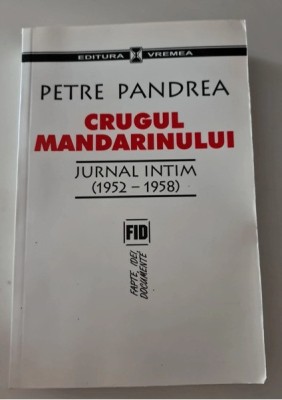 EDITURA VREMEA
PETRE PANDREA
CRUGUL
MANDARINULUI
JURNAL INTIM
(1952 – 1958)
FID
FAPTE, IDEI,
DOCUMENTE